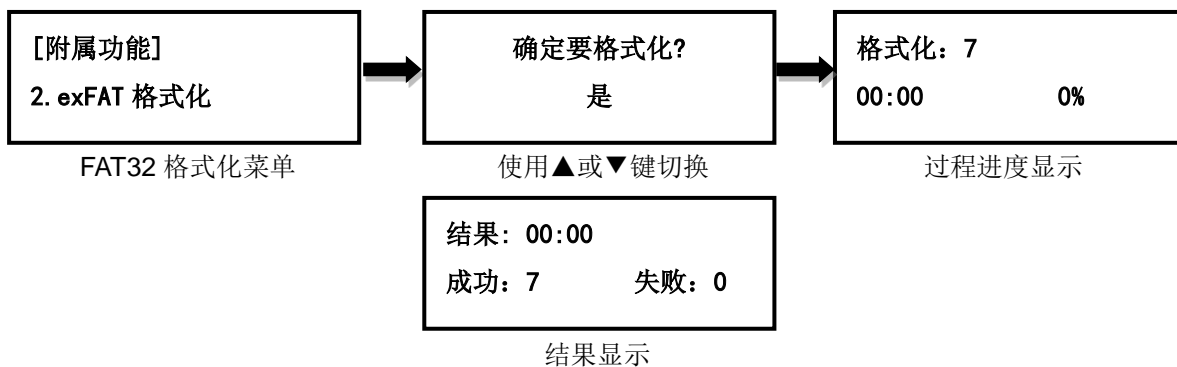 [附属功能]
2. exFAT 格式化
FAT32 格式化菜单
确定要格式化?
是
使用▲或▼键切换
格式化：7
00:00 0%
过程进度显示
结果: 00:00
成功：7 失败：0
结果显示